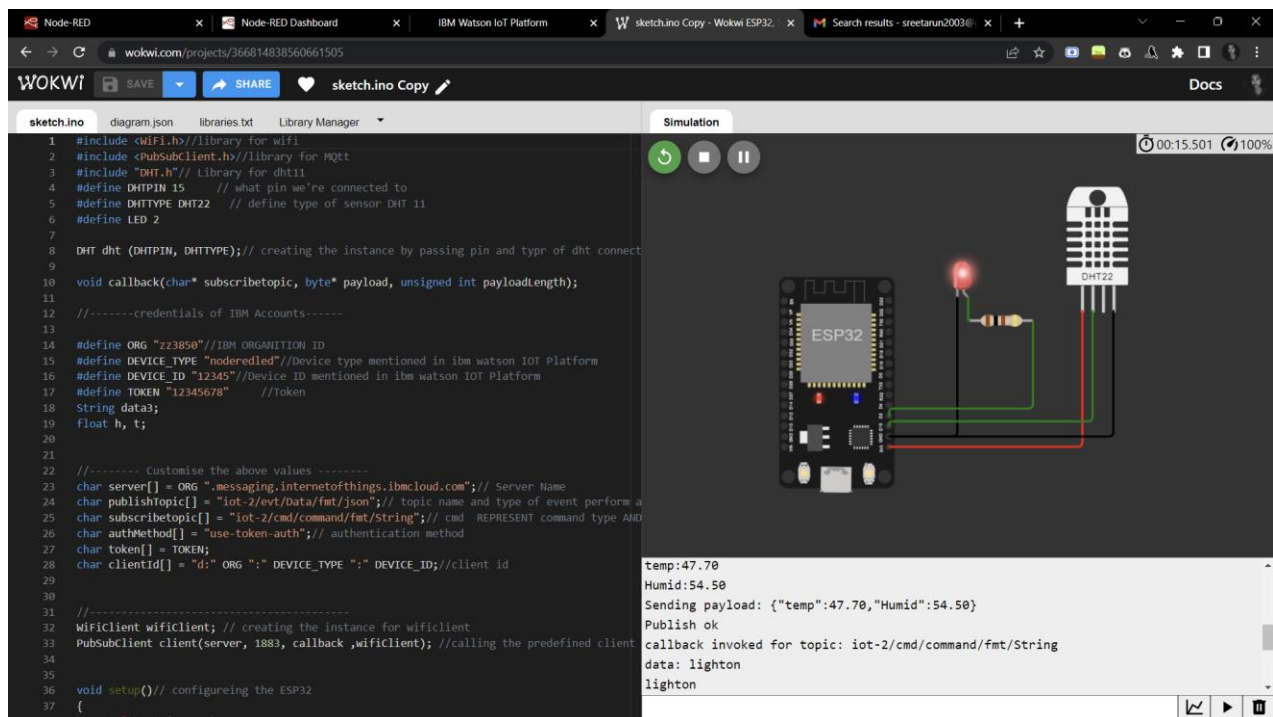 Node-RED
Node-RED Dashboard
IBM Watson IoT Platform
sketch.ino Copy - Wokwi ESP32,
Search results - sreetarun2003@
wokwi.com/projects/366814838560661505
WOKWI
SAVE
SHARE
sketch.ino Copy
Docs
sketch.ino
diagram.json
libraries.txt
Library Manager
1 #include <WiFi.h>//library for wifi
2 #include <PubSubClient.h>//library for MQtt
3 #include "DHT.h"// Library for dht11
4 #define DHTPIN 15 // what pin we're connected to
5 #define DHTTYPE DHT22 // define type of sensor DHT 11
6 #define LED 2
7
8 DHT dht (DHTPIN, DHTTYPE);// creating the instance by passing pin and typr of dht connect
9
10 void callback(char* subscribetopic, byte* payload, unsigned int payloadLength);
11
12 //-------credentials of IBM Accounts------
13
14 #define ORG "zz3850"//IBM ORGANITION ID
15 #define DEVICE_TYPE "noderedled"//Device type mentioned in ibm watson IOT Platform
16 #define DEVICE_ID "12345"//Device ID mentioned in ibm watson IOT Platform
17 #define TOKEN "12345678" //Token
18 String data3;
19 float h, t;
20
21
22 //-------- Customise the above values --------
23 char server[] = ORG ".messaging.internetofthings.ibmcloud.com";// Server Name
24 char publishTopic[] = "iot-2/evt/Data/fmt/json";// topic name and type of event perform a
25 char subscribetopic[] = "iot-2/cmd/command/fmt/String";// cmd REPRESENT command type AND
26 char authMethod[] = "use-token-auth";// authentication method
27 char token[] = TOKEN;
28 char clientId[] = "d:" ORG ":" DEVICE_TYPE ":" DEVICE_ID;//client id
29
30
31 //-----------------------------------------
32 WiFiClient wifiClient; // creating the instance for wificlient
33 PubSubClient client(server, 1883, callback ,wifiClient); //calling the predefined client
34
35
36 void setup()// configureing the ESP32
37 {
Simulation
00:15.501
100%
ESP32
DHT22
temp:47.70
Humid:54.50
Sending payload: {"temp":47.70,"Humid":54.50}
Publish ok
callback invoked for topic: iot-2/cmd/command/fmt/String
data: lighton
lighton